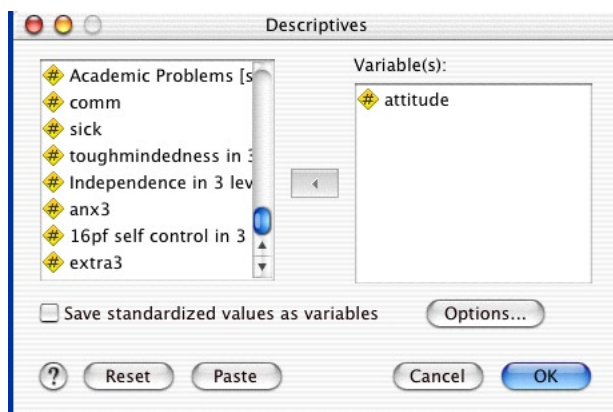 Descriptives
Academic Problems [s
comm
sick
toughmindedness in 3
Independence in 3 lev
anx3
16pf self control in 3
extra3
Variable(s):
attitude
Save standardized values as variables
Options...
?
Reset
Paste
Cancel
OK